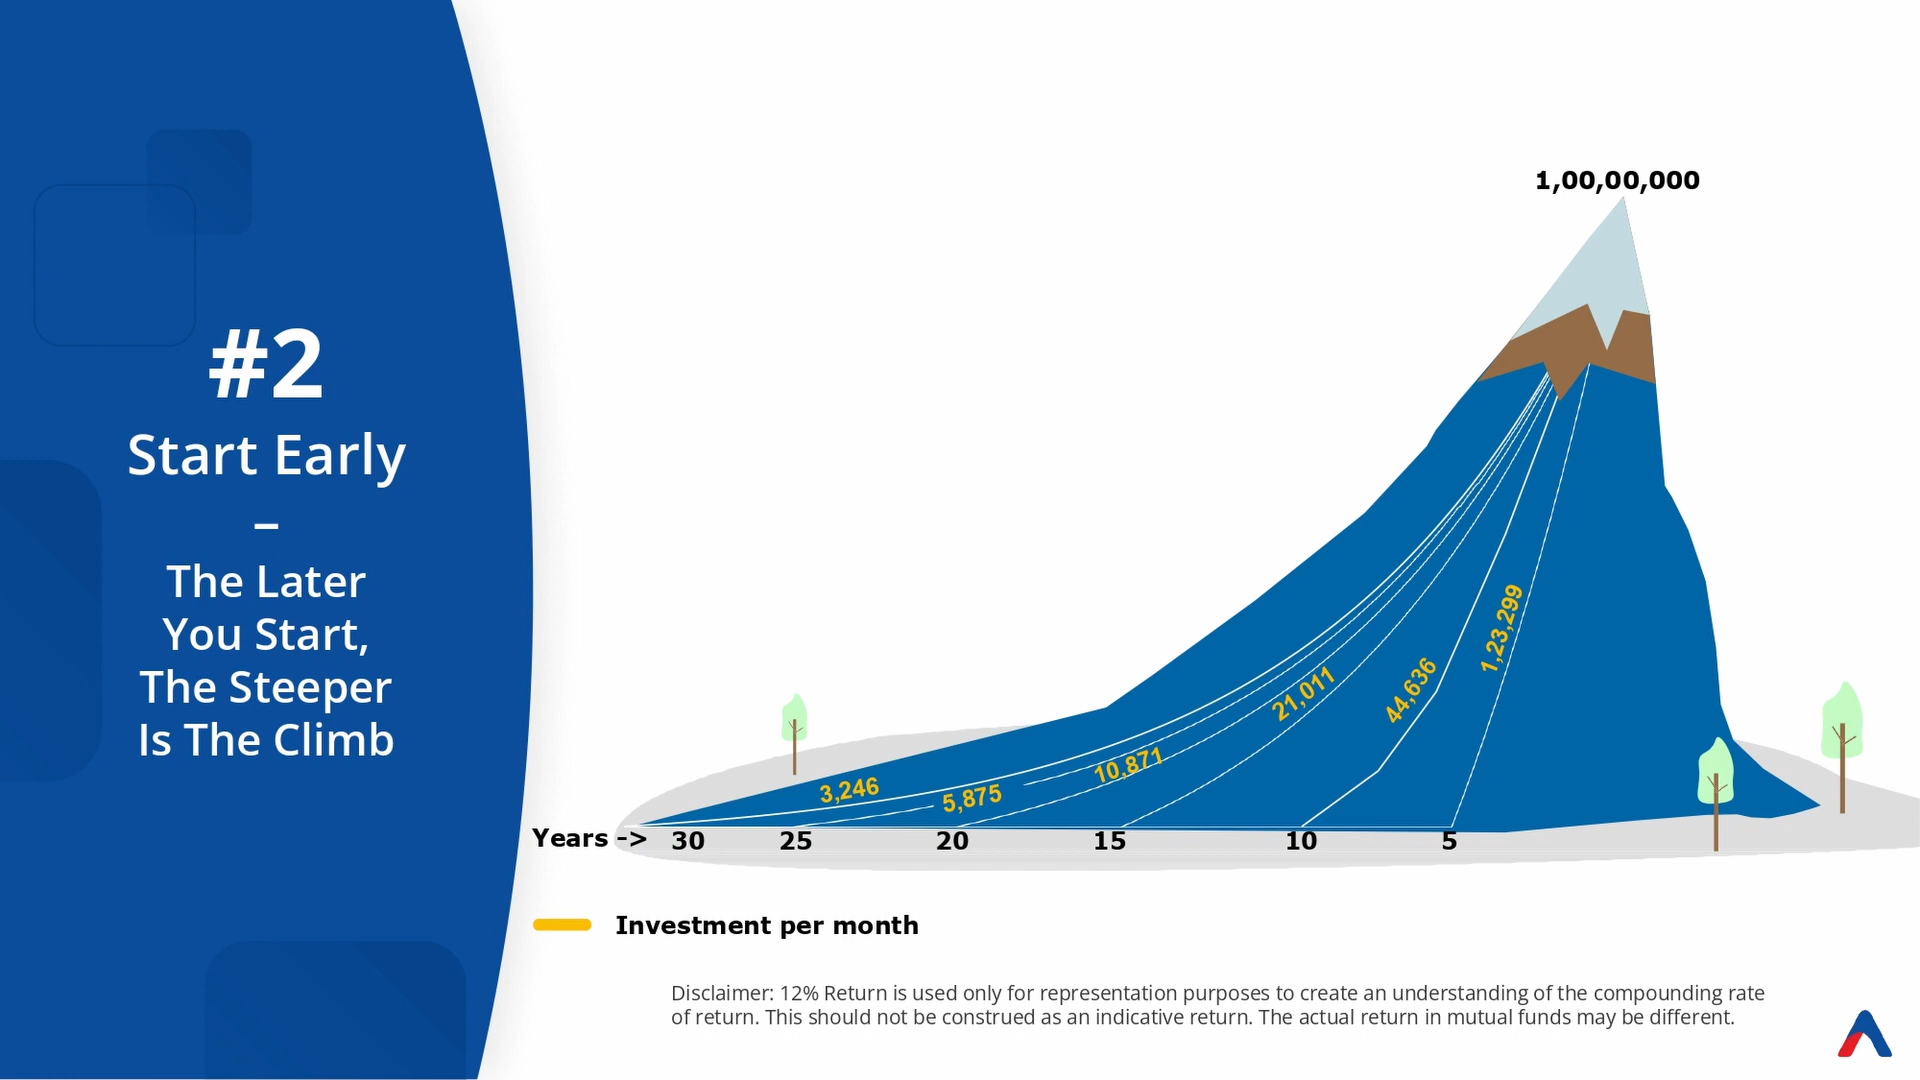 #2
Start Early
–
The Later
You Start,
The Steeper
Is The Climb
1,00,00,000
3,246
5,875
10,871
21,011
44,636
1,23,299
Years -> 30 25 20 15 10 5
Investment per month
Disclaimer: 12% Return is used only for representation purposes to create an understanding of the compounding rate
of return. This should not be construed as an indicative return. The actual return in mutual funds may be different.